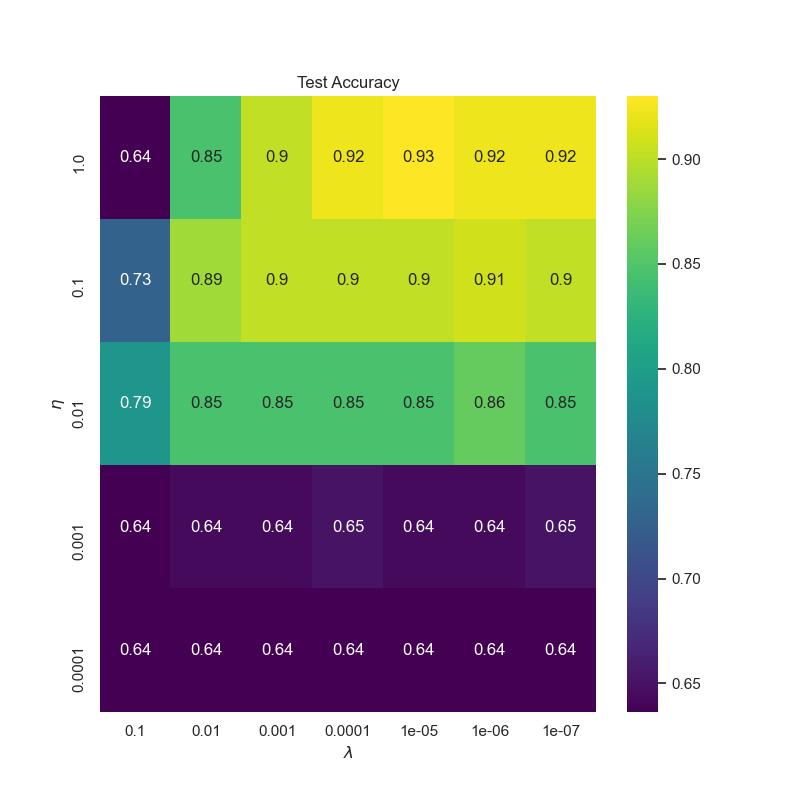 Test Accuracy
1.0 0.64 0.85 0.9 0.92 0.93 0.92 0.92
0.1 0.73 0.89 0.9 0.9 0.9 0.91 0.9
η
0.01 0.79 0.85 0.85 0.85 0.85 0.86 0.85
0.001 0.64 0.64 0.64 0.65 0.64 0.64 0.65
0.0001 0.64 0.64 0.64 0.64 0.64 0.64 0.64
0.1 0.01 0.001 0.0001 1e-05 1e-06 1e-07
λ
0.90
0.85
0.80
0.75
0.70
0.65